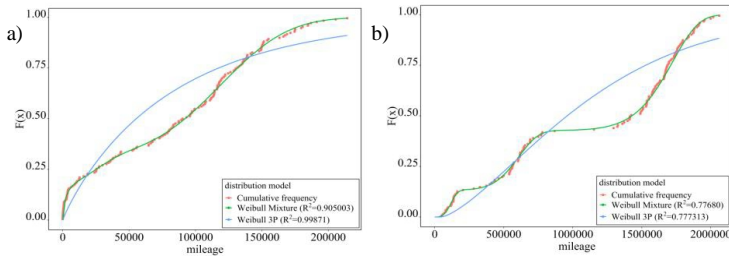 a)
1.00
0.75
0.50
0.25
0.00
F(x)
distribution model
Cumulative frequency
Weibull Mixture (R²=0.905003)
Weibull 3P (R²=0.99871)
0 50000 100000 150000 200000
mileage
b)
1.00
0.75
0.50
0.25
0.00
F(x)
distribution model
Cumulative frequency
Weibull Mixture (R²=0.77680)
Weibull 3P (R²=0.777313)
0 500000 1000000 1500000 2000000
mileage